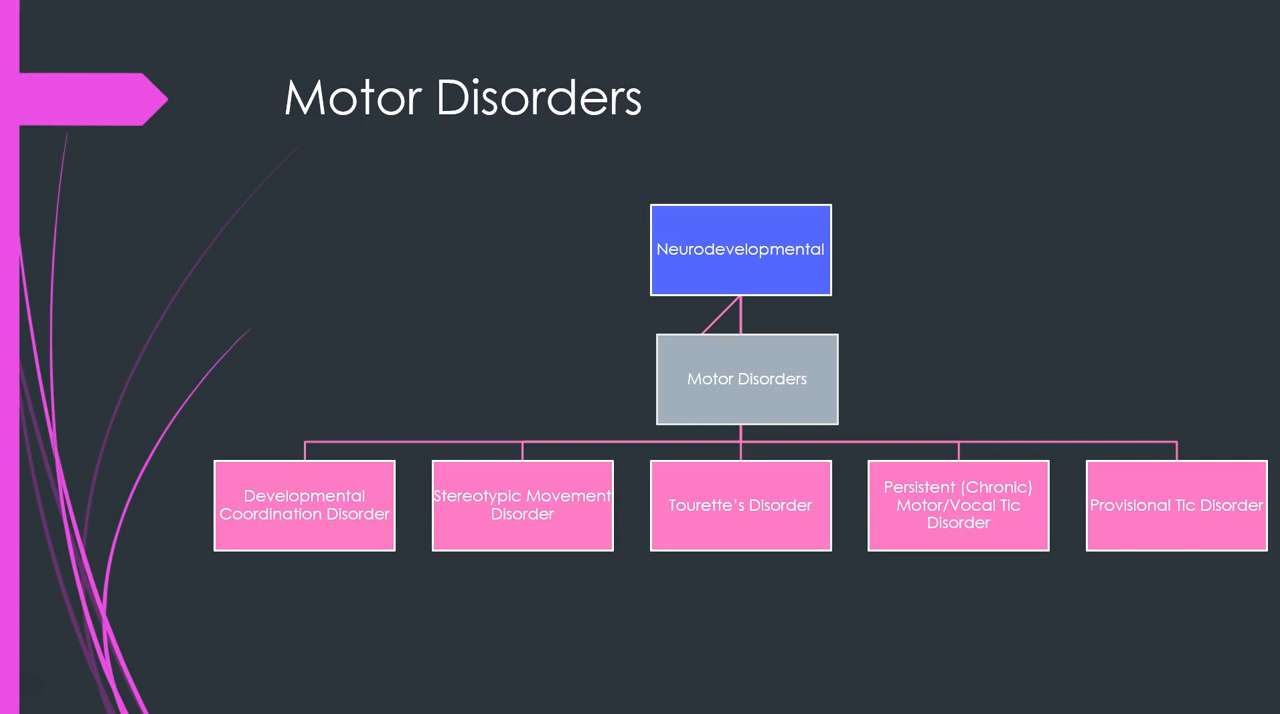 Motor Disorders
Neurodevelopmental
Motor Disorders
Developmental
Coordination Disorder
Stereotypic Movement
Disorder
Tourette’s Disorder
Persistent (Chronic)
Motor/Vocal Tic
Disorder
Provisional Tic Disorder